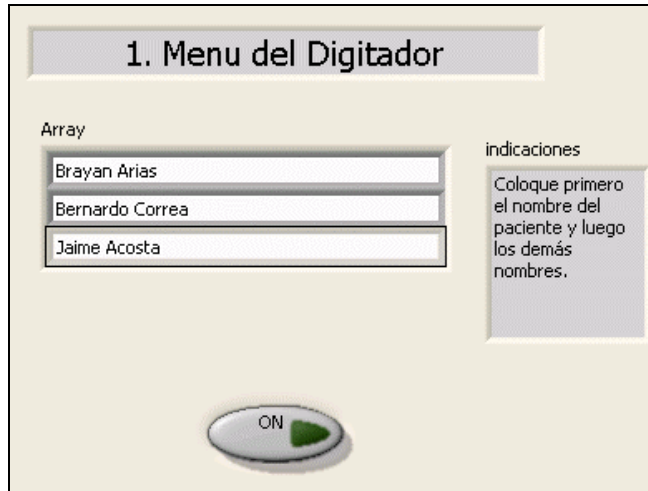 1. Menu del Digitador
Array
Brayan Arias
Bernardo Correa
Jaime Acosta
indicaciones
Coloque primero
el nombre del
paciente y luego
los demás
nombres.
ON